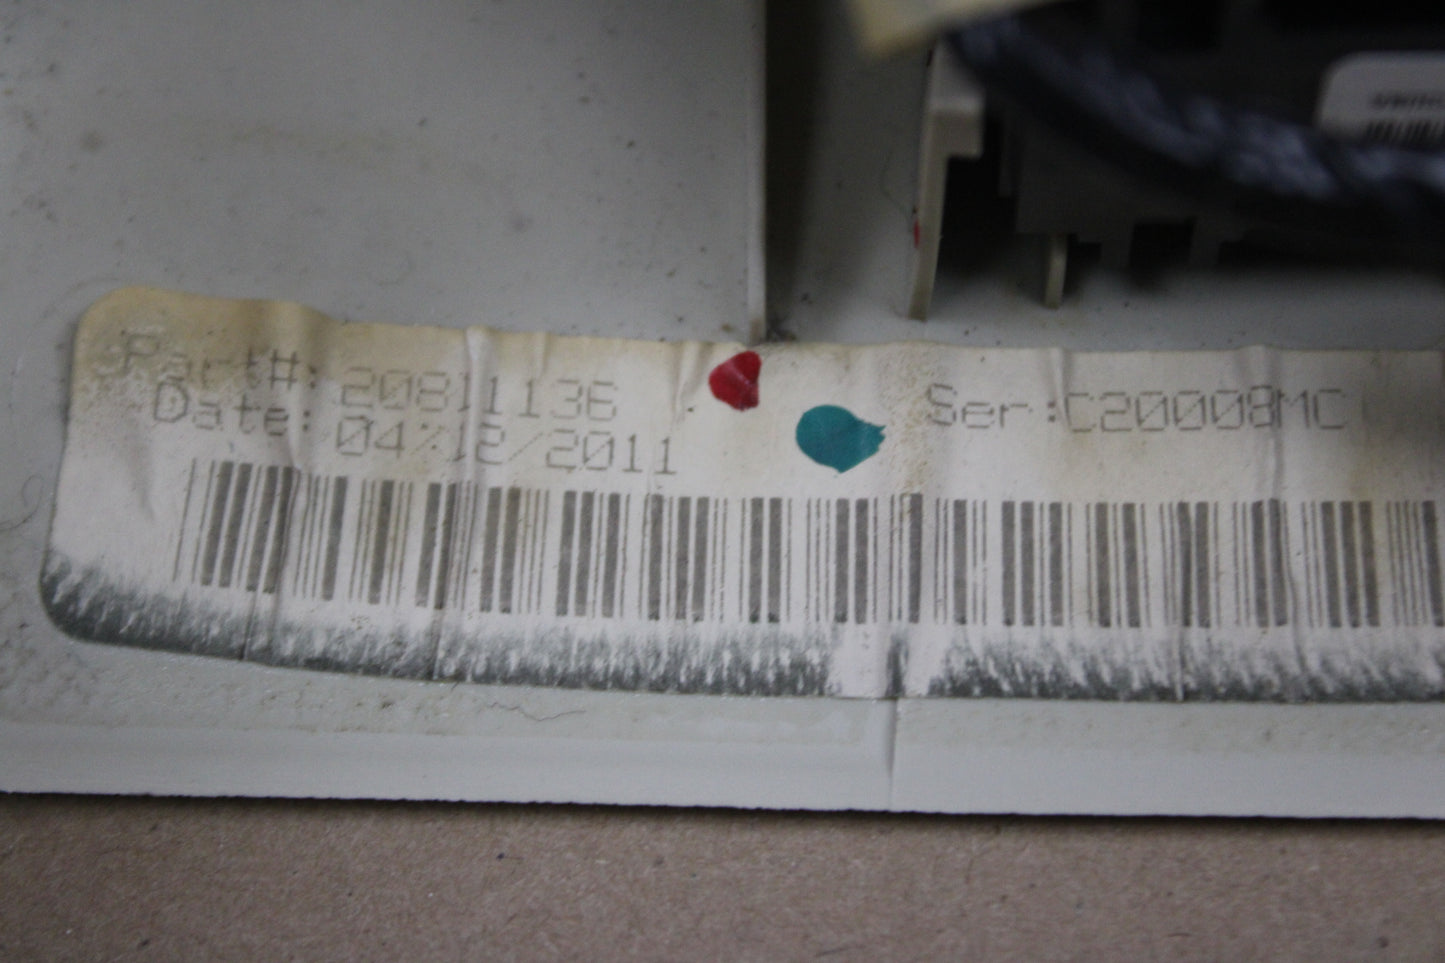 Part#: 20811136
Date: 04/12/2011
Ser:C20008MC